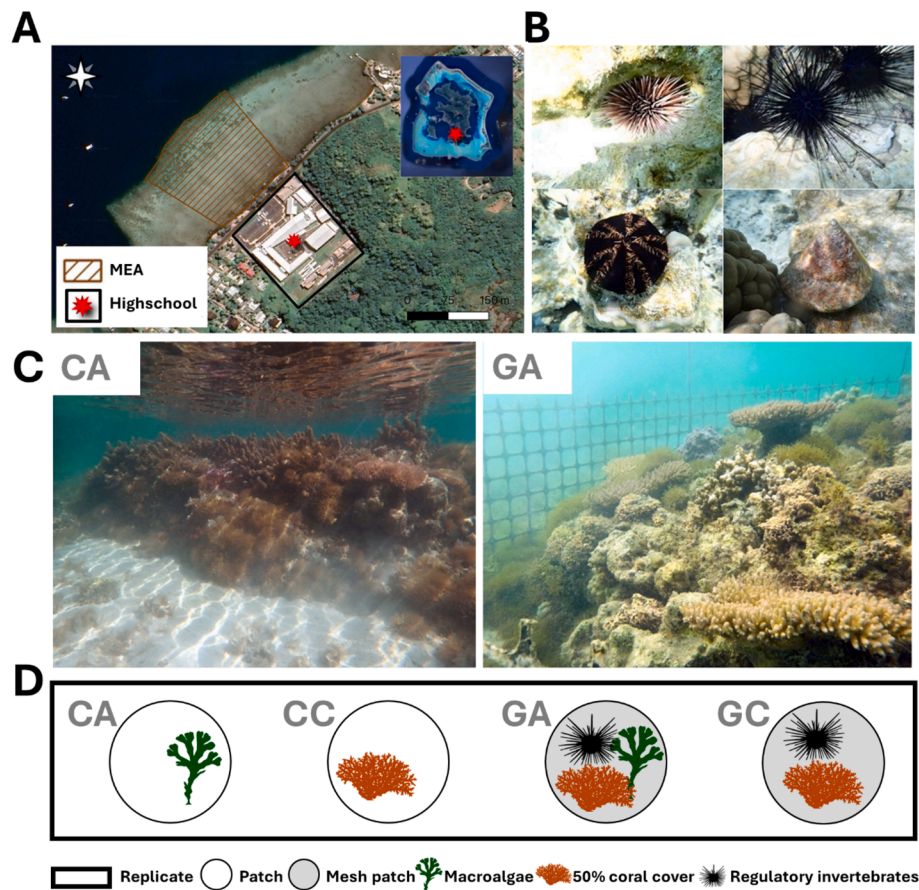 A
B
MEA
Highschool
0 75 150 m
C
CA
GA
D
CA CC GA GC
Replicate Patch Mesh patch Macroalgae 50% coral cover Regulatory invertebrates